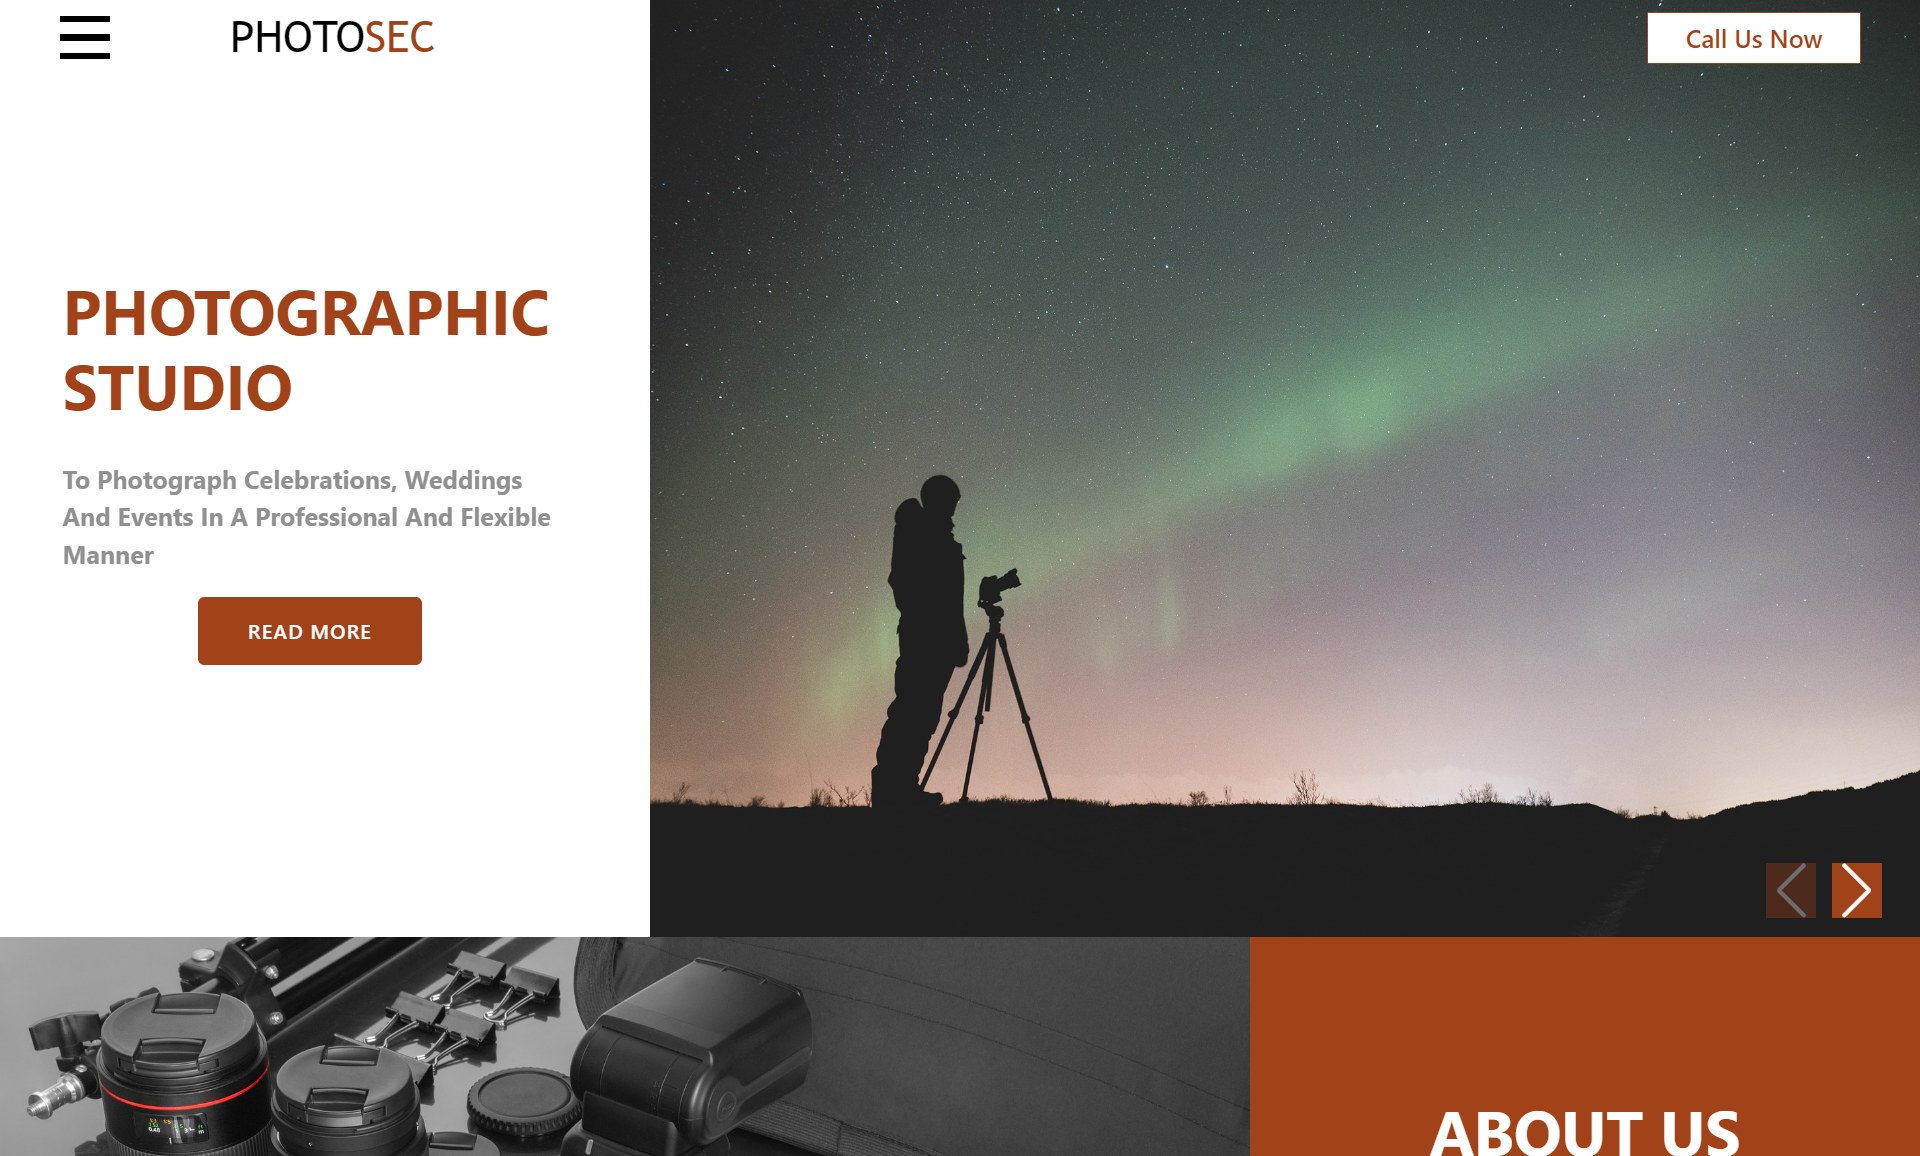 PHOTOSEC
Call Us Now
PHOTOGRAPHIC
STUDIO
To Photograph Celebrations, Weddings
And Events In A Professional And Flexible
Manner
READ MORE
ABOUT US